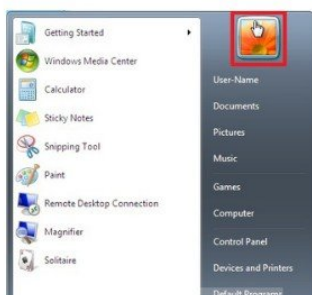 Getting Started
Windows Media Center
Calculator
Sticky Notes
Snipping Tool
Paint
Remote Desktop Connection
Magnifier
Solitaire
User-Name
Documents
Pictures
Music
Games
Computer
Control Panel
Devices and Printers
Default Programs